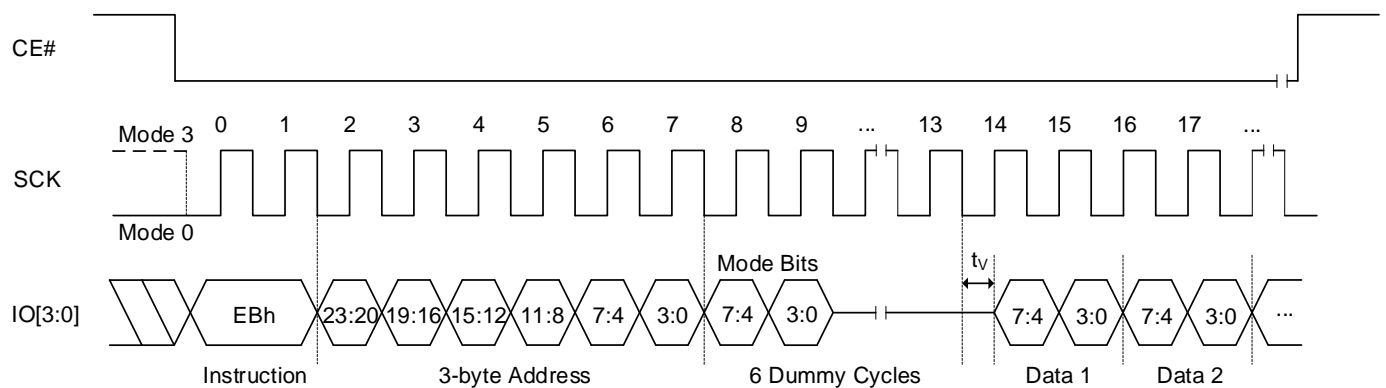 CE#
0 1 2 3 4 5 6 7 8 9 ... 13 14 15 16 17 ...
Mode 3
SCK
Mode 0
Mode Bits tV
IO[3:0] EBh 23:20 19:16 15:12 11:8 7:4 3:0 7:4 3:0 7:4 3:0 7:4 3:0 ...
Instruction 3-byte Address 6 Dummy Cycles Data 1 Data 2